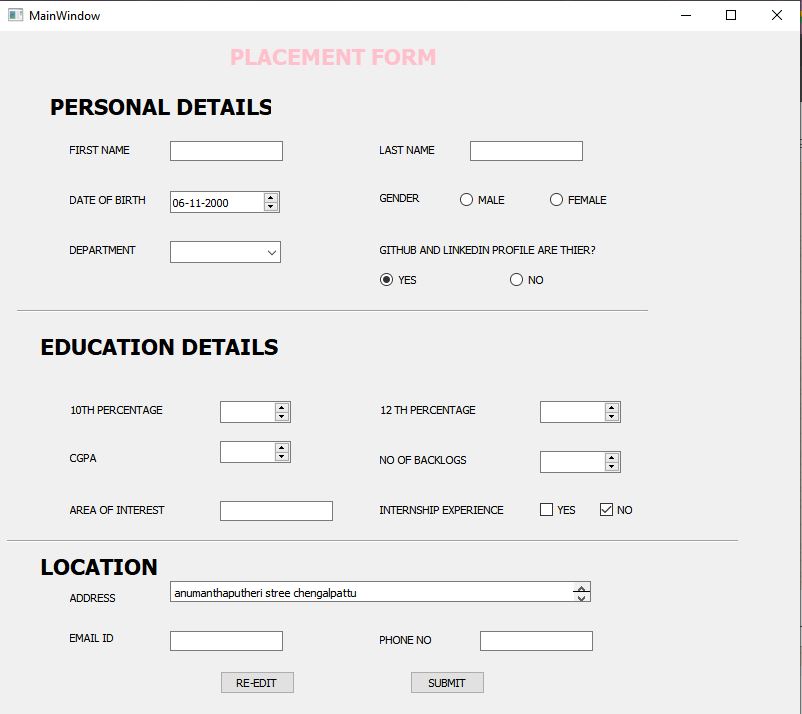 MainWindow
PLACEMENT FORM
PERSONAL DETAILS
FIRST NAME LAST NAME
DATE OF BIRTH 06-11-2000 GENDER MALE FEMALE
DEPARTMENT GITHUB AND LINKEDIN PROFILE ARE THIER?
YES NO
EDUCATION DETAILS
10TH PERCENTAGE 12 TH PERCENTAGE
CGPA NO OF BACKLOGS
AREA OF INTEREST INTERNSHIP EXPERIENCE YES NO
LOCATION
ADDRESS anumanthaputheri stree chengalpattu
EMAIL ID PHONE NO
RE-EDIT SUBMIT